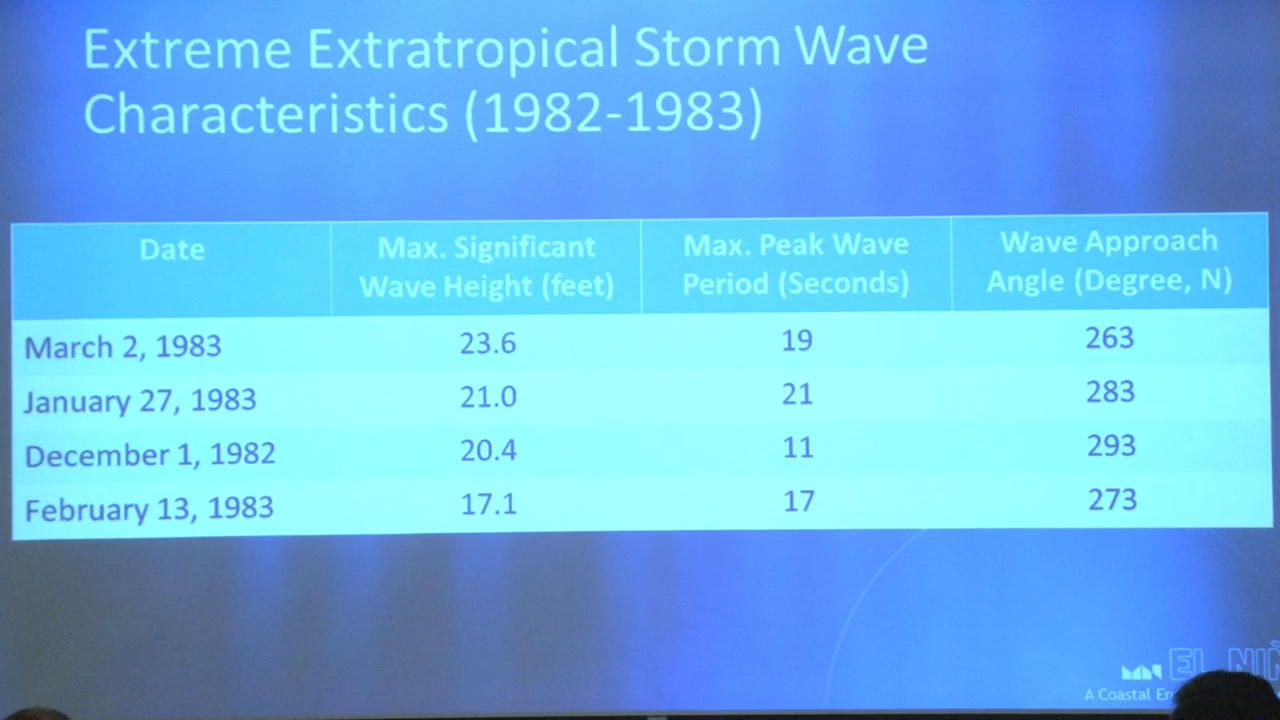 Extreme Extratropical Storm Wave
Characteristics (1982-1983)
Date
Max. Significant
Wave Height (feet)
Max. Peak Wave
Period (Seconds)
Wave Approach
Angle (Degree, N)
March 2, 1983 23.6 19 263
January 27, 1983 21.0 21 283
December 1, 1982 20.4 11 293
February 13, 1983 17.1 17 273
EL
A Coastal